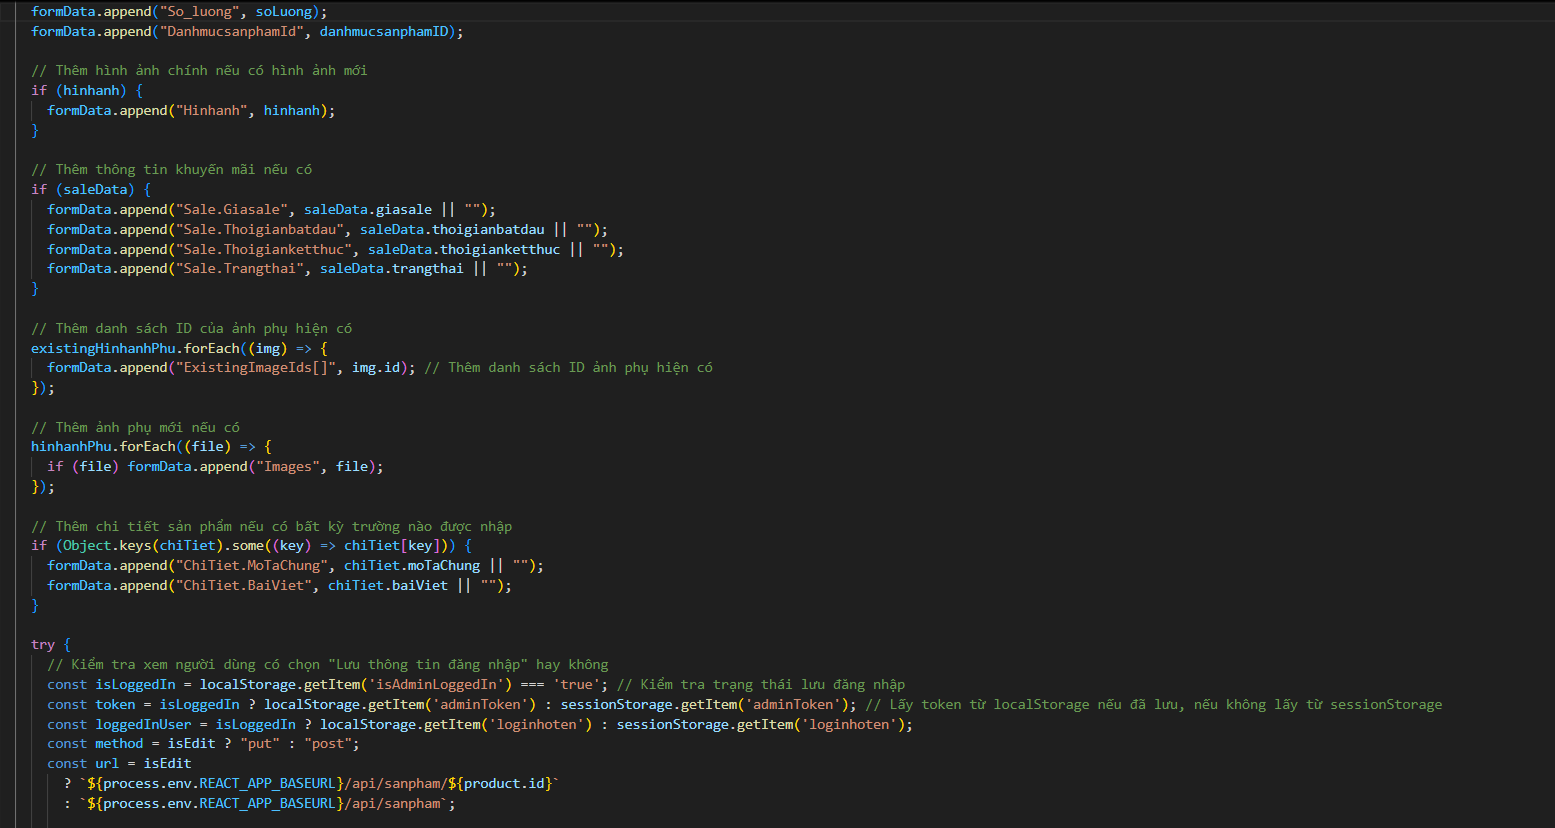 formData.append("So_luong", soLuong);
formData.append("DanhmucsanphamId", danhmucsanphamID);
// Thêm hình ảnh chính nếu có hình ảnh mới
if (hinhanh) {
formData.append("Hinhanh", hinhanh);
}
// Thêm thông tin khuyến mãi nếu có
if (saleData) {
formData.append("Sale.Giasale", saleData.giasale || "");
formData.append("Sale.Thoigianbatdau", saleData.thoigianbatdau || "");
formData.append("Sale.Thoigianketthuc", saleData.thoigianketthuc || "");
formData.append("Sale.Trangthai", saleData.trangthai || "");
}
// Thêm danh sách ID của ảnh phụ hiện có
existingHinhanhPhu.forEach((img) => {
formData.append("ExistingImageIds[]", img.id); // Thêm danh sách ID ảnh phụ hiện có
});
// Thêm ảnh phụ mới nếu có
hinhanhPhu.forEach((file) => {
if (file) formData.append("Images", file);
});
// Thêm chi tiết sản phẩm nếu có bất kỳ trường nào được nhập
if (Object.keys(chiTiet).some((key) => chiTiet[key])) {
formData.append("ChiTiet.MoTaChung", chiTiet.moTaChung || "");
formData.append("ChiTiet.BaiViet", chiTiet.baiViet || "");
}
try {
// Kiểm tra xem người dùng có chọn "Lưu thông tin đăng nhập" hay không
const isLoggedIn = localStorage.getItem('isAdminLoggedIn') === 'true'; // Kiểm tra trạng thái lưu đăng nhập
const token = isLoggedIn ? localStorage.getItem('adminToken') : sessionStorage.getItem('adminToken'); // Lấy token từ localStorage nếu đã lưu, nếu không lấy từ sessionStorage
const loggedInUser = isLoggedIn ? localStorage.getItem('loginhoten') : sessionStorage.getItem('loginhoten');
const method = isEdit ? "put" : "post";
const url = isEdit
? `${process.env.REACT_APP_BASEURL}/api/sanpham/${product.id}`
: `${process.env.REACT_APP_BASEURL}/api/sanpham`;